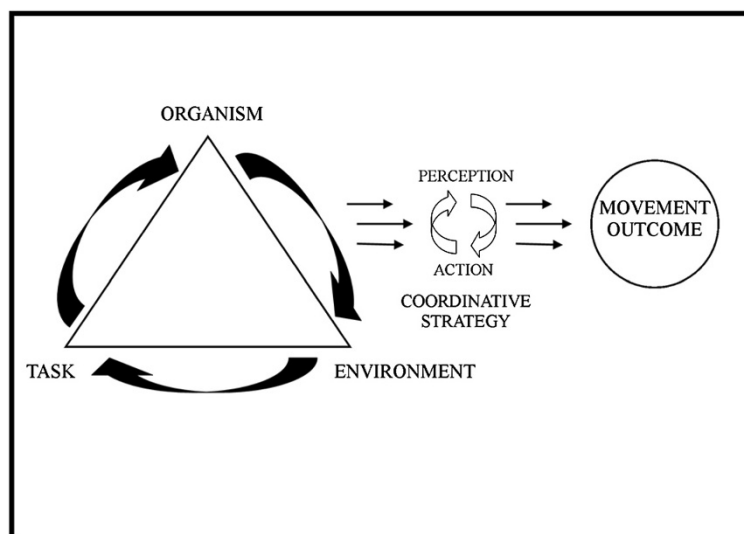 ORGANISM
PERCEPTION
MOVEMENT
OUTCOME
ACTION
COORDINATIVE
STRATEGY
TASK
ENVIRONMENT